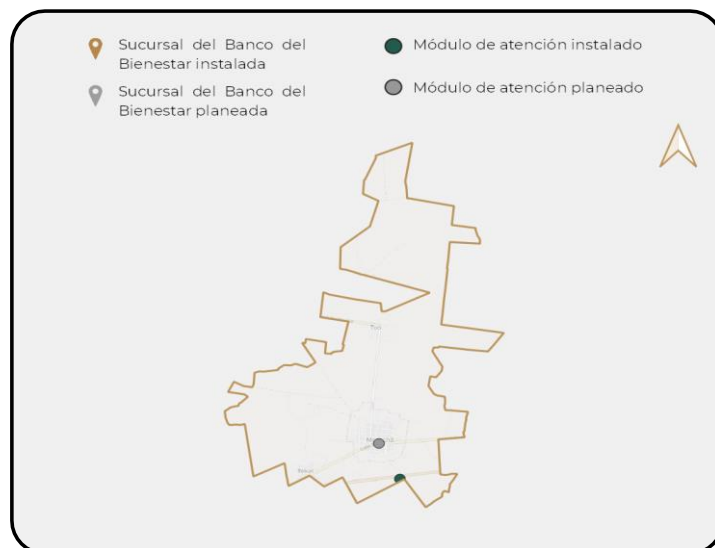 Sucursal del Banco del
Bienestar instalada
Sucursal del Banco del
Bienestar planeada
Módulo de atención instalado
Módulo de atención planeado